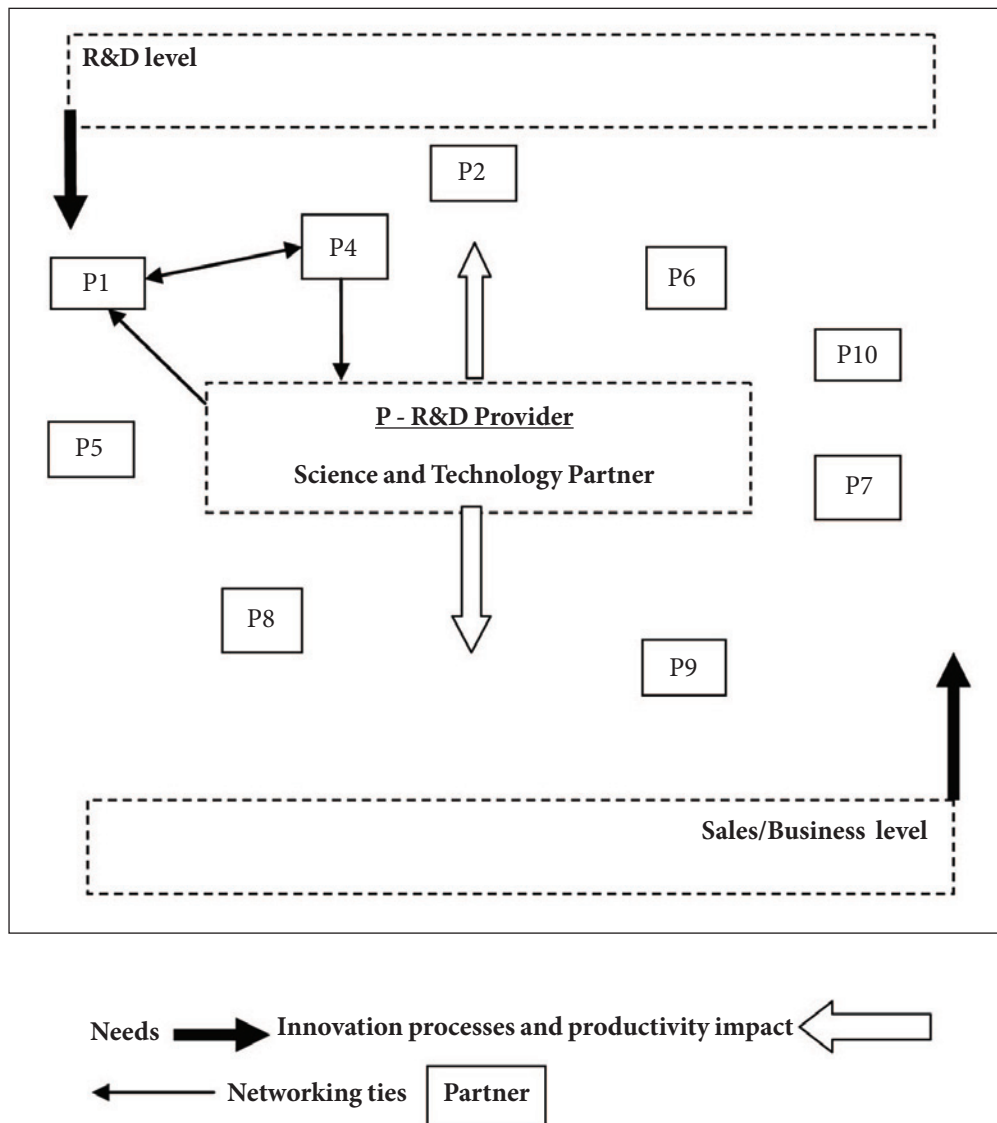 R&D level
P2
P4
P1
P6
P10
P - R&D Provider
Science and Technology Partner
P5
P7
P8
P9
Sales/Business level
Needs
Innovation processes and productivity impact
Networking ties
Partner